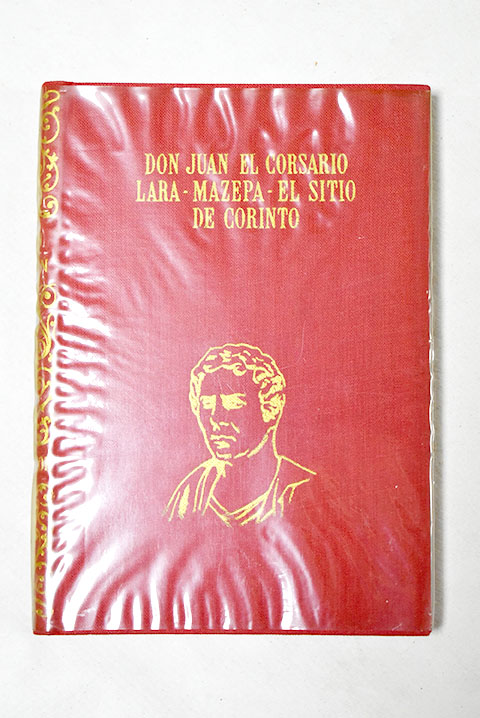 DON JUAN EL CORSARIO
LARA - MAZEPA - EL SITIO
DE CORINTO